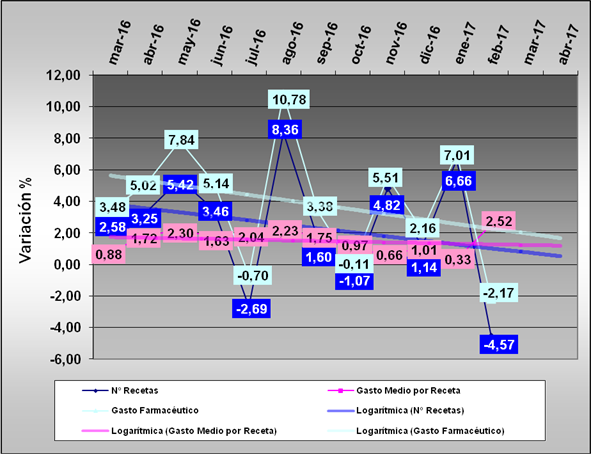 mar-16 abr-16 may-16 jun-16 jul-16 ago-16 sep-16 oct-16 nov-16 dic-16 ene-17 feb-17 mar-17 abr-17
Variación %
12,00
10,00
8,00
6,00
4,00
2,00
0,00
-2,00
-4,00
-6,00
3,48 5,02 7,84 5,14 -0,70 10,78 3,38 -0,11 5,51 2,16 7,01 -2,17
2,58 3,25 5,42 3,46 -2,69 8,36 1,60 -1,07 4,82 1,14 6,66 -4,57
0,88 1,72 2,30 1,63 2,04 2,23 1,75 0,97 0,66 1,01 0,33 2,52
N° Recetas Gasto Medio por Receta
Gasto Farmacéutico Logarítmica (N° Recetas)
Logarítmica (Gasto Medio por Receta) Logarítmica (Gasto Farmacéutico)